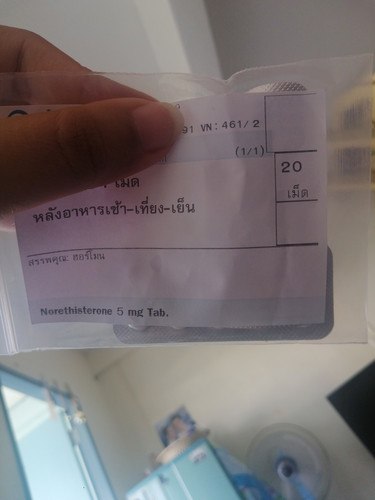 91 VN: 461/2
(1/1)
20
เม็ด
เม็ด
หลังอาหารเช้า-เที่ยง-เย็น
สรรพคุณ: ฮอร์โมน
Norethisterone 5 mg Tab.